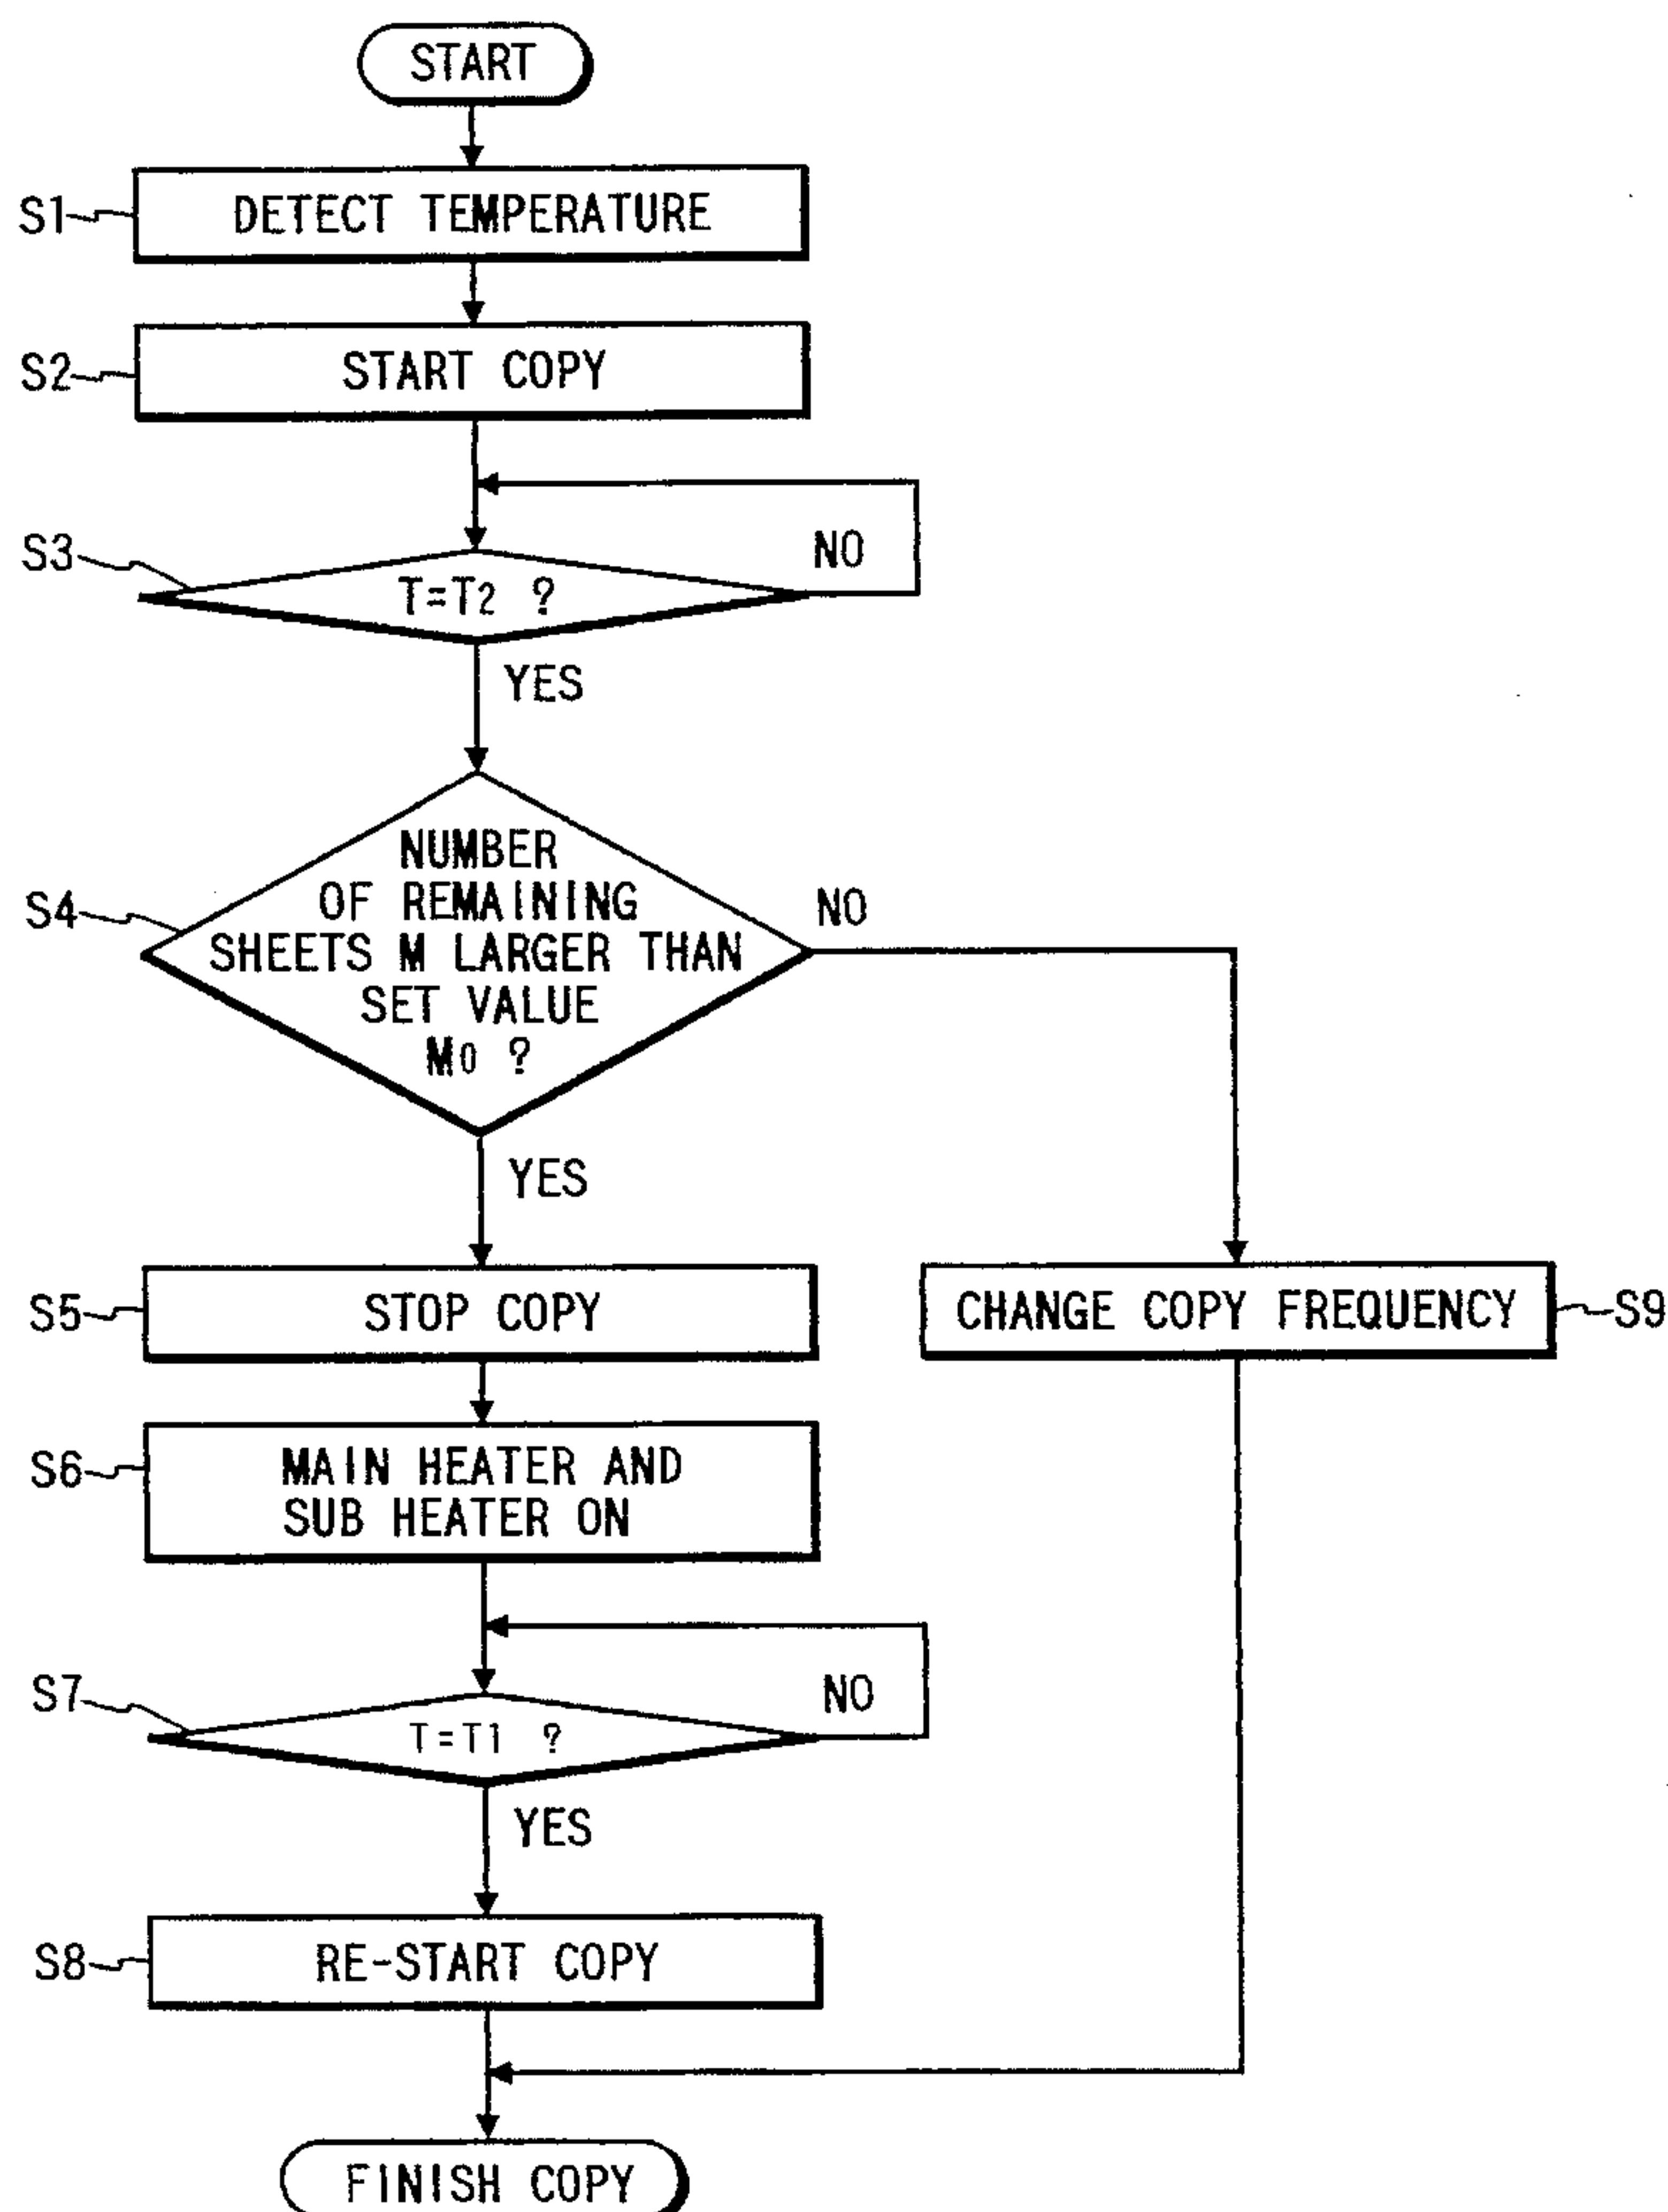 START
S1
DETECT TEMPERATURE
S2
START COPY
S3
T=T2 ?
NO
YES
S4
NUMBER
OF REMAINING
SHEETS M LARGER THAN
SET VALUE
M0 ?
NO
YES
S5
STOP COPY
CHANGE COPY FREQUENCY
S9
S6
MAIN HEATER AND
SUB HEATER ON
S7
T=T1 ?
NO
YES
S8
RE-START COPY
FINISH COPY